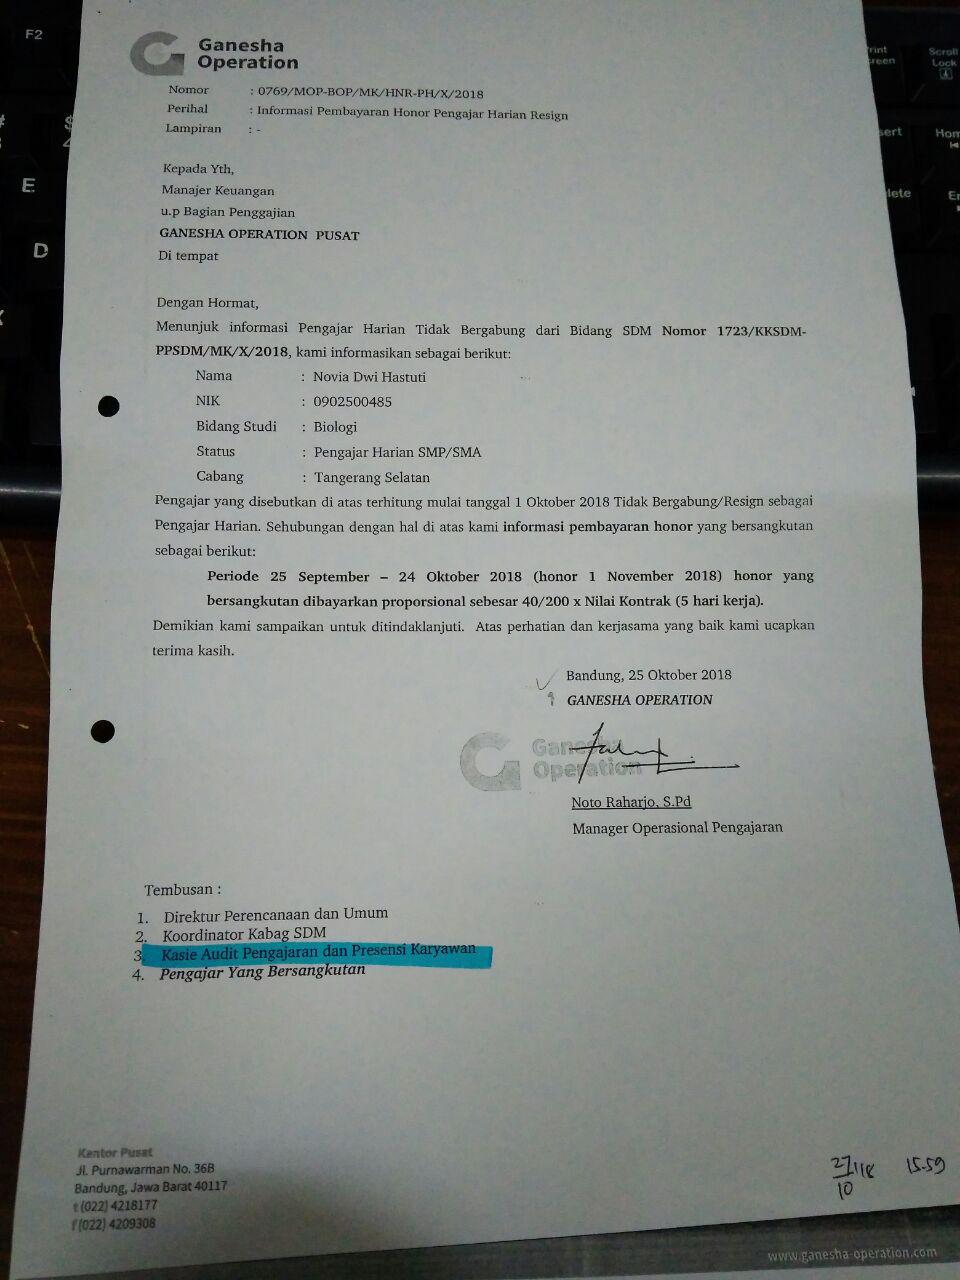 Ganesha
Operation
Nomor : 0769/MOP-BOP/MK/HNR-PH/X/2018
Perihal : Informasi Pembayaran Honor Pengajar Harian Resign
Lampiran : -
Kepada Yth,
Manajer Keuangan
u.p Bagian Penggajian
GANESHA OPERATION PUSAT
Di tempat
Dengan Hormat,
Menunjuk informasi Pengajar Harian Tidak Bergabung dari Bidang SDM Nomor 1723/KKSDM-
PPSDM/MK/X/2018, kami informasikan sebagai berikut:
Nama : Novia Dwi Hastuti
NIK : 0902500485
Bidang Studi : Biologi
Status : Pengajar Harian SMP/SMA
Cabang : Tangerang Selatan
Pengajar yang disebutkan di atas terhitung mulai tanggal 1 Oktober 2018 Tidak Bergabung/Resign sebagai
Pengajar Harian. Sehubungan dengan hal di atas kami informasi pembayaran honor yang bersangkutan
sebagai berikut:
Periode 25 September – 24 Oktober 2018 (honor 1 November 2018) honor yang
bersangkutan dibayarkan proporsional sebesar 40/200 x Nilai Kontrak (5 hari kerja).
Demikian kami sampaikan untuk ditindaklanjuti. Atas perhatian dan kerjasama yang baik kami ucapkan
terima kasih.
Bandung, 25 Oktober 2018
GANESHA OPERATION
Ganesha
Operation
Noto Raharjo, S.Pd
Manager Operasional Pengajaran
Tembusan :
1. Direktur Perencanaan dan Umum
2. Koordinator Kabag SDM
3. Kasie Audit Pengajaran dan Presensi Karyawan
4. Pengajar Yang Bersangkutan
Kantor Pusat
Jl. Purnawarman No. 36B
Bandung, Jawa Barat 40117
t (022) 4218177
f (022) 4209308
27/10 '18 15.59
www.ganesha-operation.com
F2
E
D
Scroll
Lock